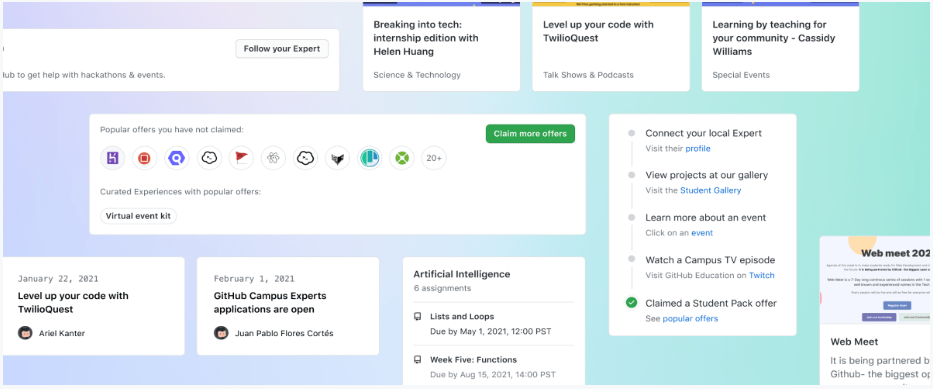 Breaking into tech:
internship edition with
Helen Huang
Science & Technology
Level up your code with
TwilioQuest
Talk Shows & Podcasts
Learning by teaching for
your community - Cassidy
Williams
Special Events
Follow your Expert
to get help with hackathons & events.
Popular offers you have not claimed:
Claim more offers
20+
Curated Experiences with popular offers:
Virtual event kit
Connect your local Expert
Visit their profile
View projects at our gallery
Visit the Student Gallery
Learn more about an event
Click on an event
Watch a Campus TV episode
Visit GitHub Education on Twitch
Claimed a Student Pack offer
See popular offers
January 22, 2021
Level up your code with
TwilioQuest
Ariel Kanter
February 1, 2021
GitHub Campus Experts
applications are open
Juan Pablo Flores Cortés
Artificial Intelligence
6 assignments
Lists and Loops
Due by May 1, 2021, 12:00 PST
Week Five: Functions
Due by Aug 15, 2021, 14:00 PST
Web meet 202
Web Meet
It is being partnered b
Github- the biggest op